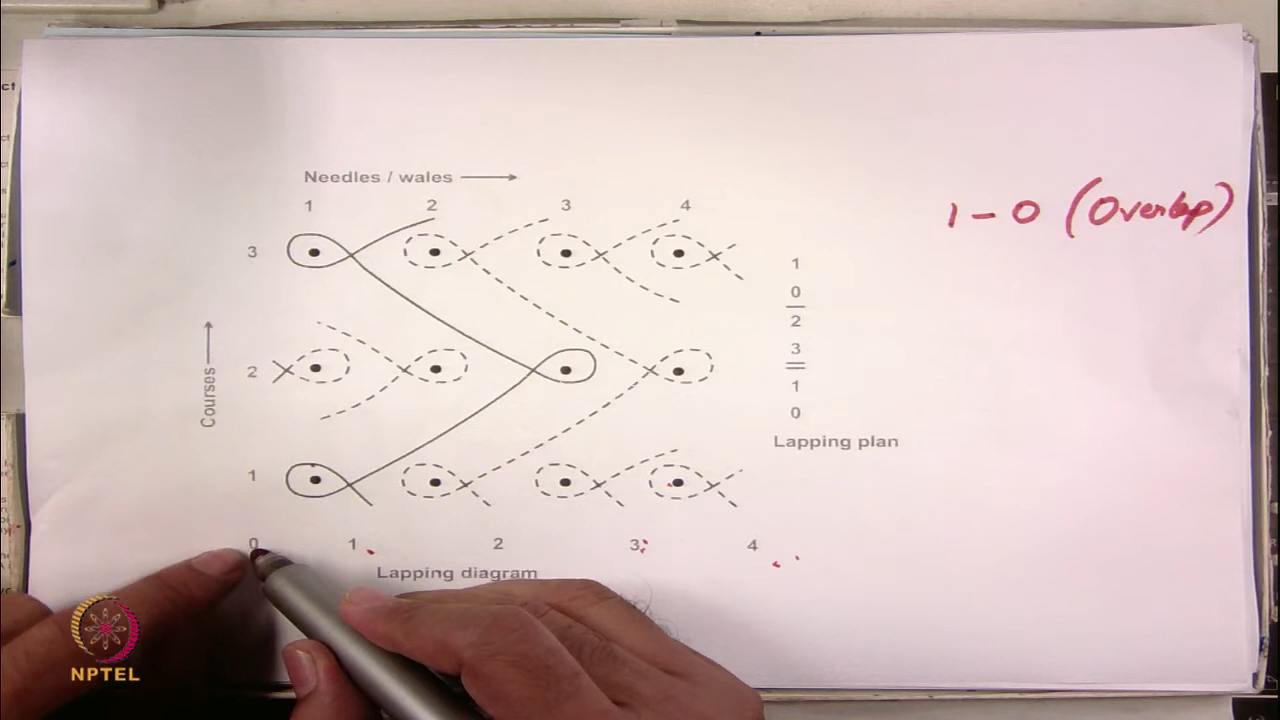 Needles / wales
1 2 3 4
1 - 0 (Overlap)
3
1
0
2
3
1
0
2
Courses
Lapping plan
1
0 1 2 3 4
Lapping diagram
NPTEL
ct